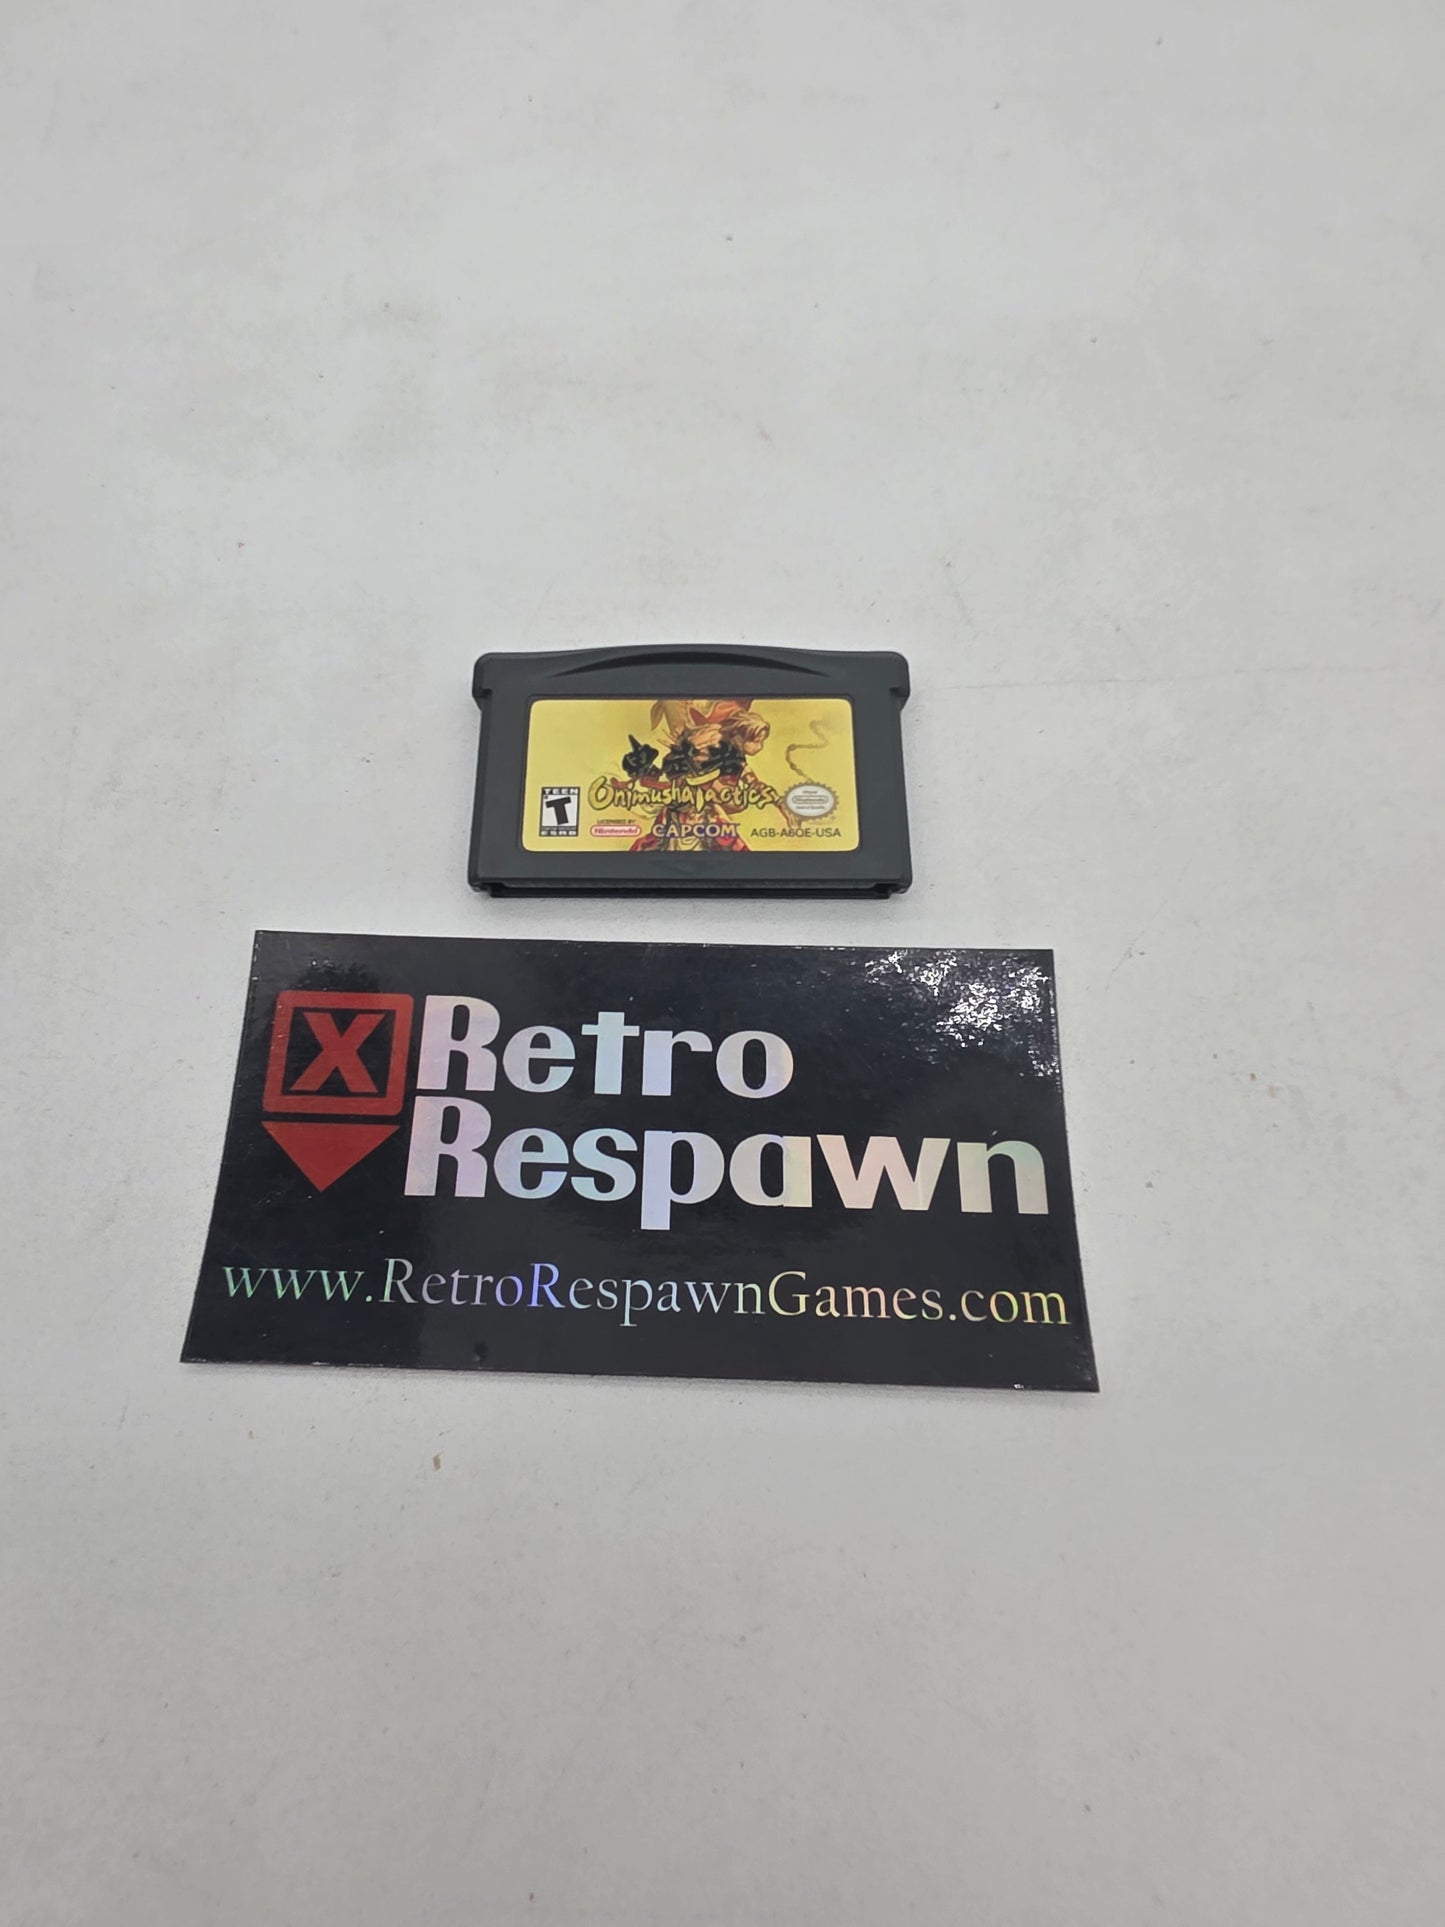 鬼武者
Onimusha Tactics
TEEN
T
ESRB
LICENSED BY
Nintendo
CAPCOM
Nintendo
AGB-A6OE-USA
X
Retro
Respawn
www.RetroRespawnGames.com